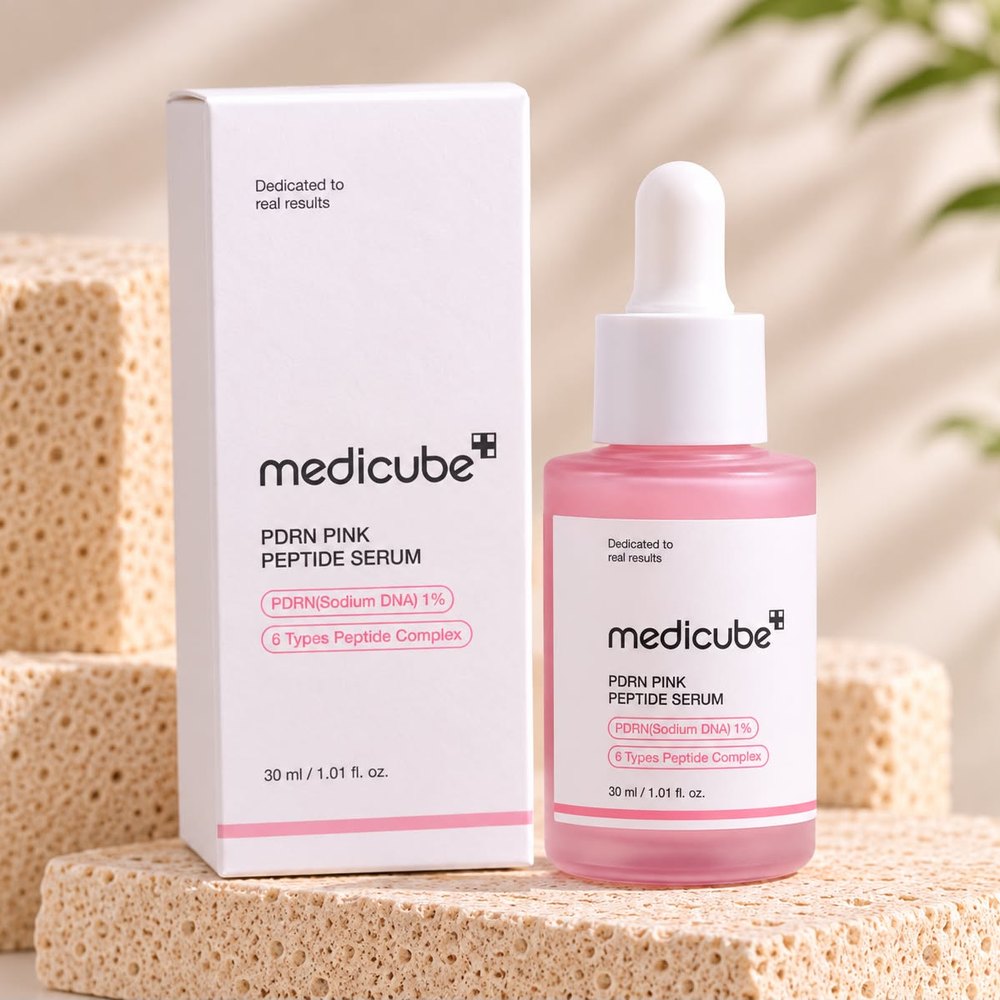 Dedicated to
real results
medicube
PDRN PINK
PEPTIDE SERUM
PDRN(Sodium DNA) 1%
6 Types Peptide Complex
30 ml / 1.01 fl. oz.
Dedicated to
real results
medicube
PDRN PINK
PEPTIDE SERUM
PDRN(Sodium DNA) 1%
6 Types Peptide Complex
30 ml / 1.01 fl. oz.